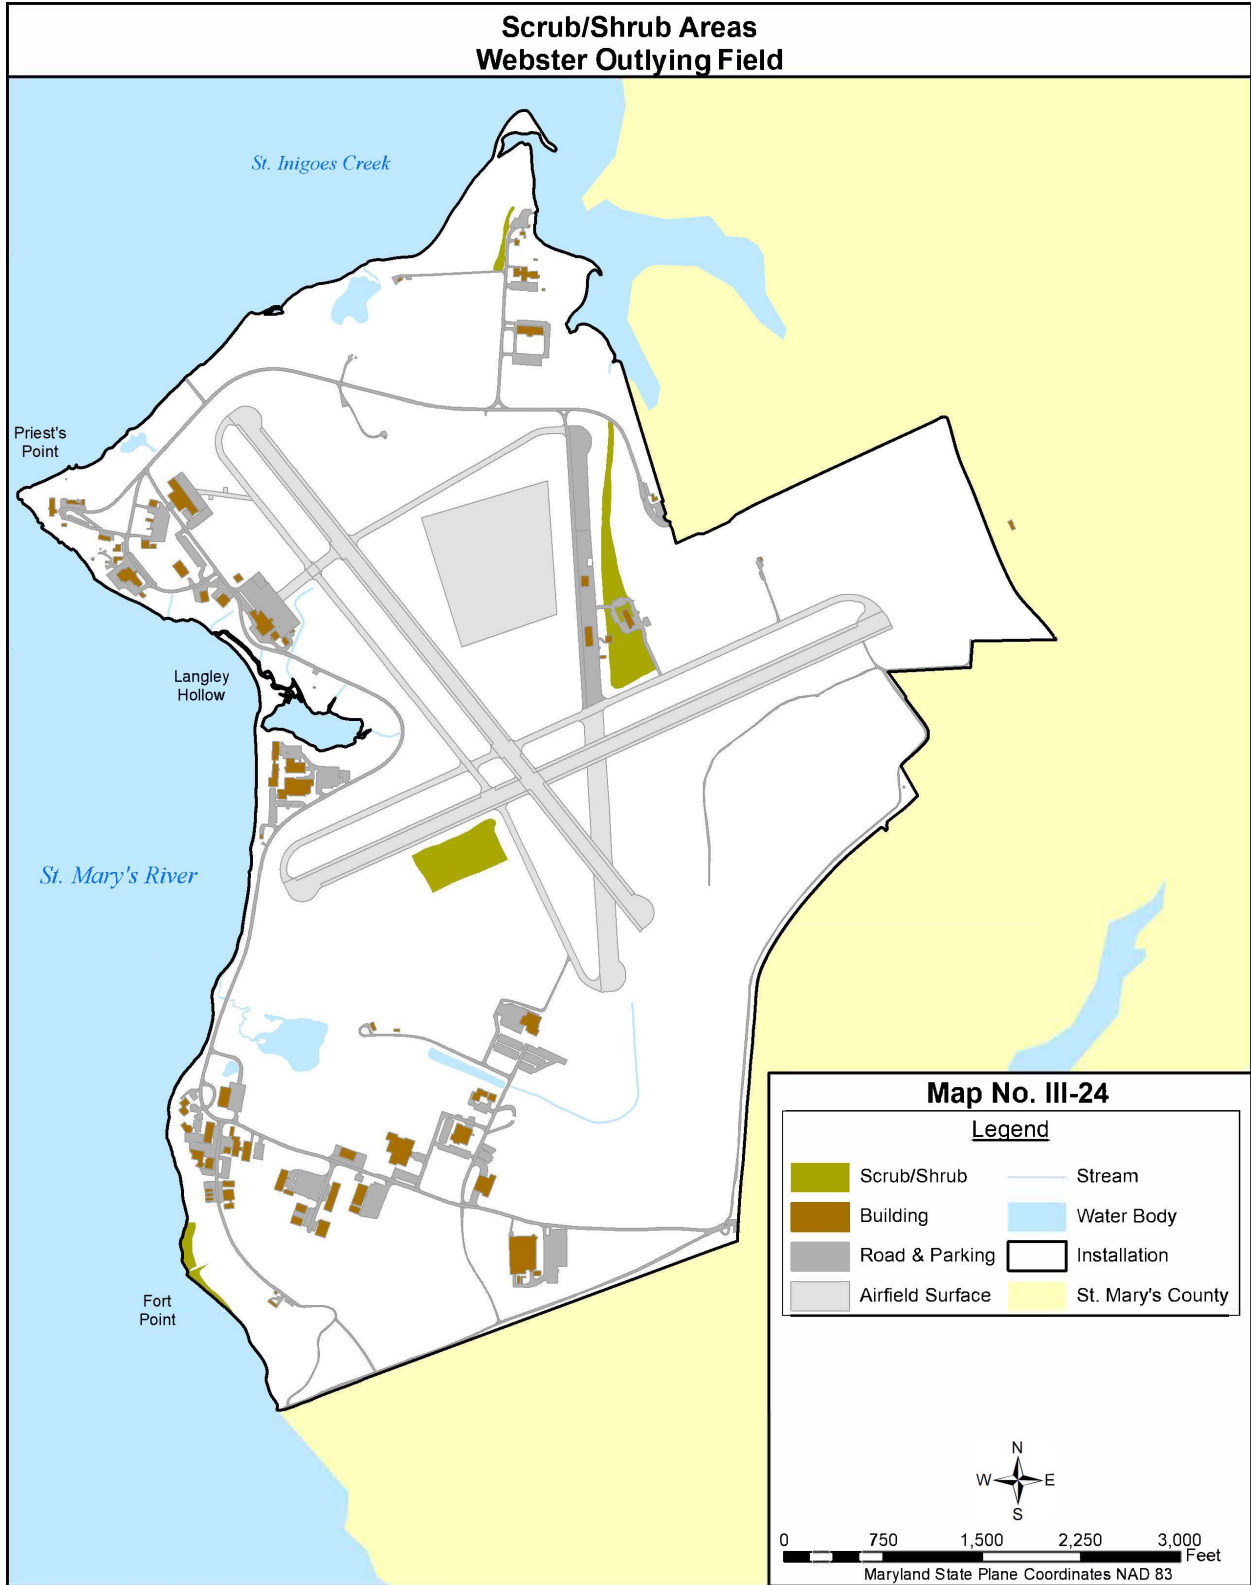 Scrub/Shrub Areas
Webster Outlying Field
St. Inigoes Creek
Priest's
Point
Langley
Hollow
St. Mary's River
Fort
Point
Map No. III-24
Legend
Scrub/Shrub
Stream
Building
Water Body
Road & Parking
Installation
Airfield Surface
St. Mary's County
N
W E
S
0 750 1,500 2,250 3,000
Feet
Maryland State Plane Coordinates NAD 83